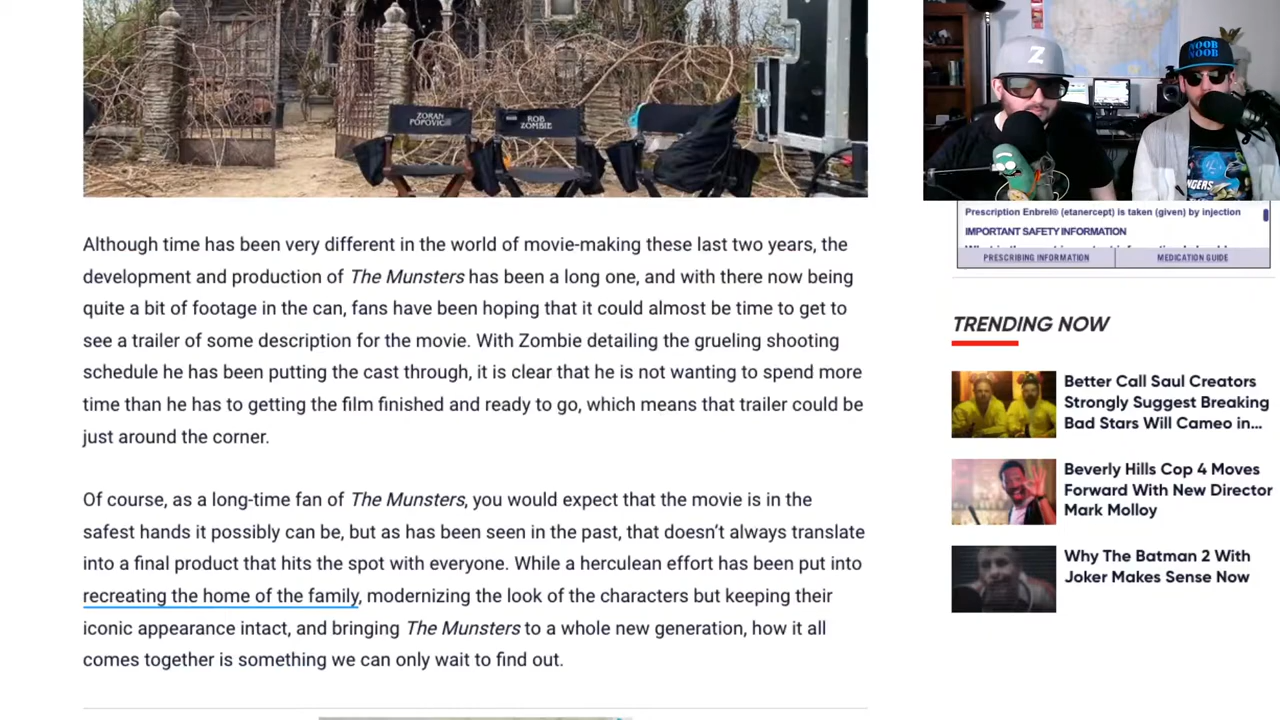 ZORAN
POPOVIC
ROB
ZOMBIE
Z
NOOB
NOOB
Although time has been very different in the world of movie-making these last two years, the
development and production of The Munsters has been a long one, and with there now being
quite a bit of footage in the can, fans have been hoping that it could almost be time to get to
see a trailer of some description for the movie. With Zombie detailing the grueling shooting
schedule he has been putting the cast through, it is clear that he is not wanting to spend more
time than he has to getting the film finished and ready to go, which means that trailer could be
just around the corner.
Of course, as a long-time fan of The Munsters, you would expect that the movie is in the
safest hands it possibly can be, but as has been seen in the past, that doesn't always translate
into a final product that hits the spot with everyone. While a herculean effort has been put into
recreating the home of the family, modernizing the look of the characters but keeping their
iconic appearance intact, and bringing The Munsters to a whole new generation, how it all
comes together is something we can only wait to find out.
Prescription Enbrel® (etanercept) is taken (given) by injection
IMPORTANT SAFETY INFORMATION
PRESCRIBING INFORMATION
MEDICATION GUIDE
TRENDING NOW
Better Call Saul Creators
Strongly Suggest Breaking
Bad Stars Will Cameo in...
Beverly Hills Cop 4 Moves
Forward With New Director
Mark Molloy
Why The Batman 2 With
Joker Makes Sense Now